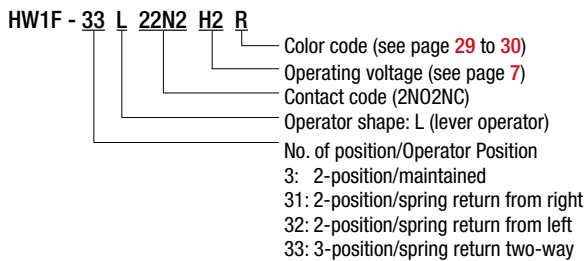 HW1F - 33 L 22N2 H2 R
Color code (see page 29 to 30)
Operating voltage (see page 7)
Contact code (2NO2NC)
Operator shape: L (lever operator)
No. of position/Operator Position
3: 2-position/maintained
31: 2-position/spring return from right
32: 2-position/spring return from left
33: 3-position/spring return two-way